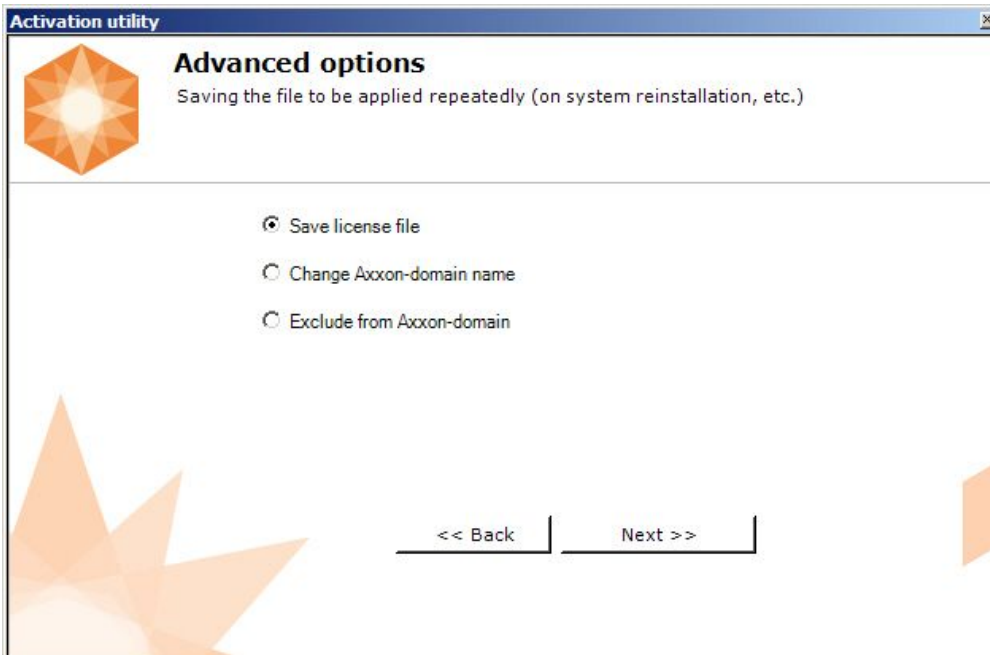 Activation utility
Advanced options
Saving the file to be applied repeatedly (on system reinstallation, etc.)
Save license file
Change Axxon-domain name
Exclude from Axxon-domain
<< Back
Next >>